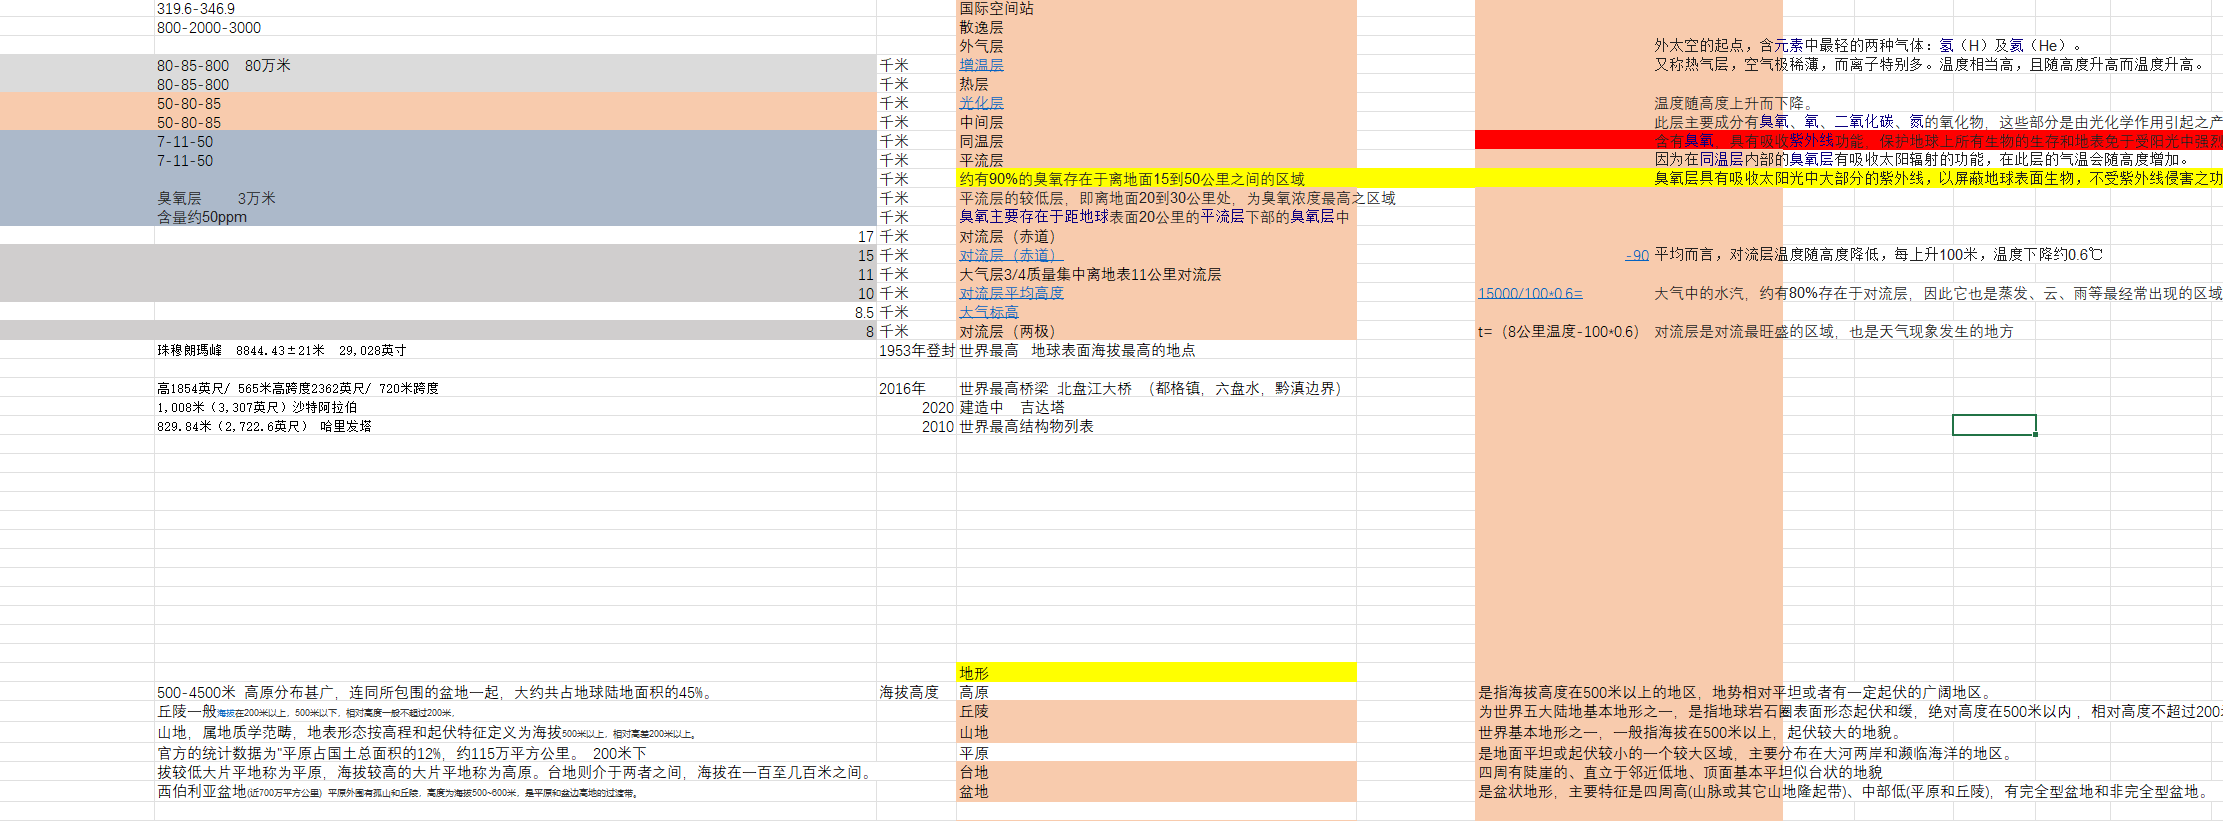 319.6-346.9 国际空间站
800-2000-3000 散逸层
外气层 外太空的起点，含元素中最轻的两种气体：氢（H）及氦（He）。
80-85-800 80万米 千米 增温层 又称热气层，空气极稀薄，而离子特别多。温度相当高，且随高度升高而温度升高。
80-85-800 千米 热层
50-80-85 千米 光化层 温度随高度上升而下降。
50-80-85 千米 中间层 此层主要成分有臭氧、氧、二氧化碳、氮的氧化物，这些部分是由光化学作用引起之产
7-11-50 千米 同温层 含有臭氧，具有吸收紫外线功能，保护地球上所有生物的生存和地表免于受阳光中强烈
7-11-50 千米 平流层 因为在同温层内部的臭氧层有吸收太阳辐射的功能，在此层的气温会随高度增加。
千米 约有90%的臭氧存在于离地面15到50公里之间的区域 臭氧层具有吸收太阳光中大部分的紫外线，以屏蔽地球表面生物，不受紫外线侵害之功
臭氧层 3万米 千米 平流层的较低层，即离地面20到30公里处，为臭氧浓度最高之区域
含量约50ppm 千米 臭氧主要存在于距地球表面20公里的平流层下部的臭氧层中
17 千米 对流层（赤道）
15 千米 对流层（赤道） -90 平均而言，对流层温度随高度降低，每上升100米，温度下降约0.6℃
11 千米 大气层3/4质量集中离地表11公里对流层
10 千米 对流层平均高度 15000/100*0.6= 大气中的水汽，约有80%存在于对流层，因此它也是蒸发、云、雨等最经常出现的区域
8.5 千米 大气标高
8 千米 对流层（两极） t=（8公里温度-100*0.6） 对流层是对流最旺盛的区域，也是天气现象发生的地方
珠穆朗瑪峰 8844.43±21米 29,028英寸 1953年登封 世界最高 地球表面海拔最高的地点
高1854英尺/ 565米高跨度2362英尺/ 720米跨度 2016年 世界最高桥梁 北盘江大桥 （都格镇，六盘水，黔滇边界）
1,008米（3,307英尺）沙特阿拉伯 2020 建造中 吉达塔
829.84米（2,722.6英尺） 哈里发塔 2010 世界最高结构物列表
地形
500-4500米 高原分布甚广，连同所包围的盆地一起，大约共占地球陆地面积的45%。 海拔高度 高原 是指海拔高度在500米以上的地区，地势相对平坦或者有一定起伏的广阔地区。
丘陵一般海拔在200米以上，500米以下，相对高度一般不超过200米， 丘陵 为世界五大陆地基本地形之一，是指地球岩石圈表面形态起伏和缓，绝对高度在500米以内，相对高度不超过200
山地，属地质学范畴，地表形态按高程和起伏特征定义为海拔500米以上，相对高差200米以上。 山地 世界基本地形之一，一般指海拔在500米以上，起伏较大的地貌。
官方的统计数据为"平原占国土总面积的12%，约115万平方公里。 200米下 平原 是地面平坦或起伏较小的一个较大区域，主要分布在大河两岸和濒临海洋的地区。
拔较低大片平地称为平原，海拔较高的大片平地称为高原。台地则介于两者之间，海拔在一百至几百米之间。 台地 四周有陡崖的、直立于邻近低地、顶面基本平坦似台状的地貌
西伯利亚盆地(近700万平方公里) 平原外围有孤山和丘陵，高度为海拔500~600米，是平原和盆边高地的过渡带。 盆地 是盆状地形，主要特征是四周高(山脉或其它山地隆起带)、中部低(平原和丘陵)，有完全型盆地和非完全型盆地。